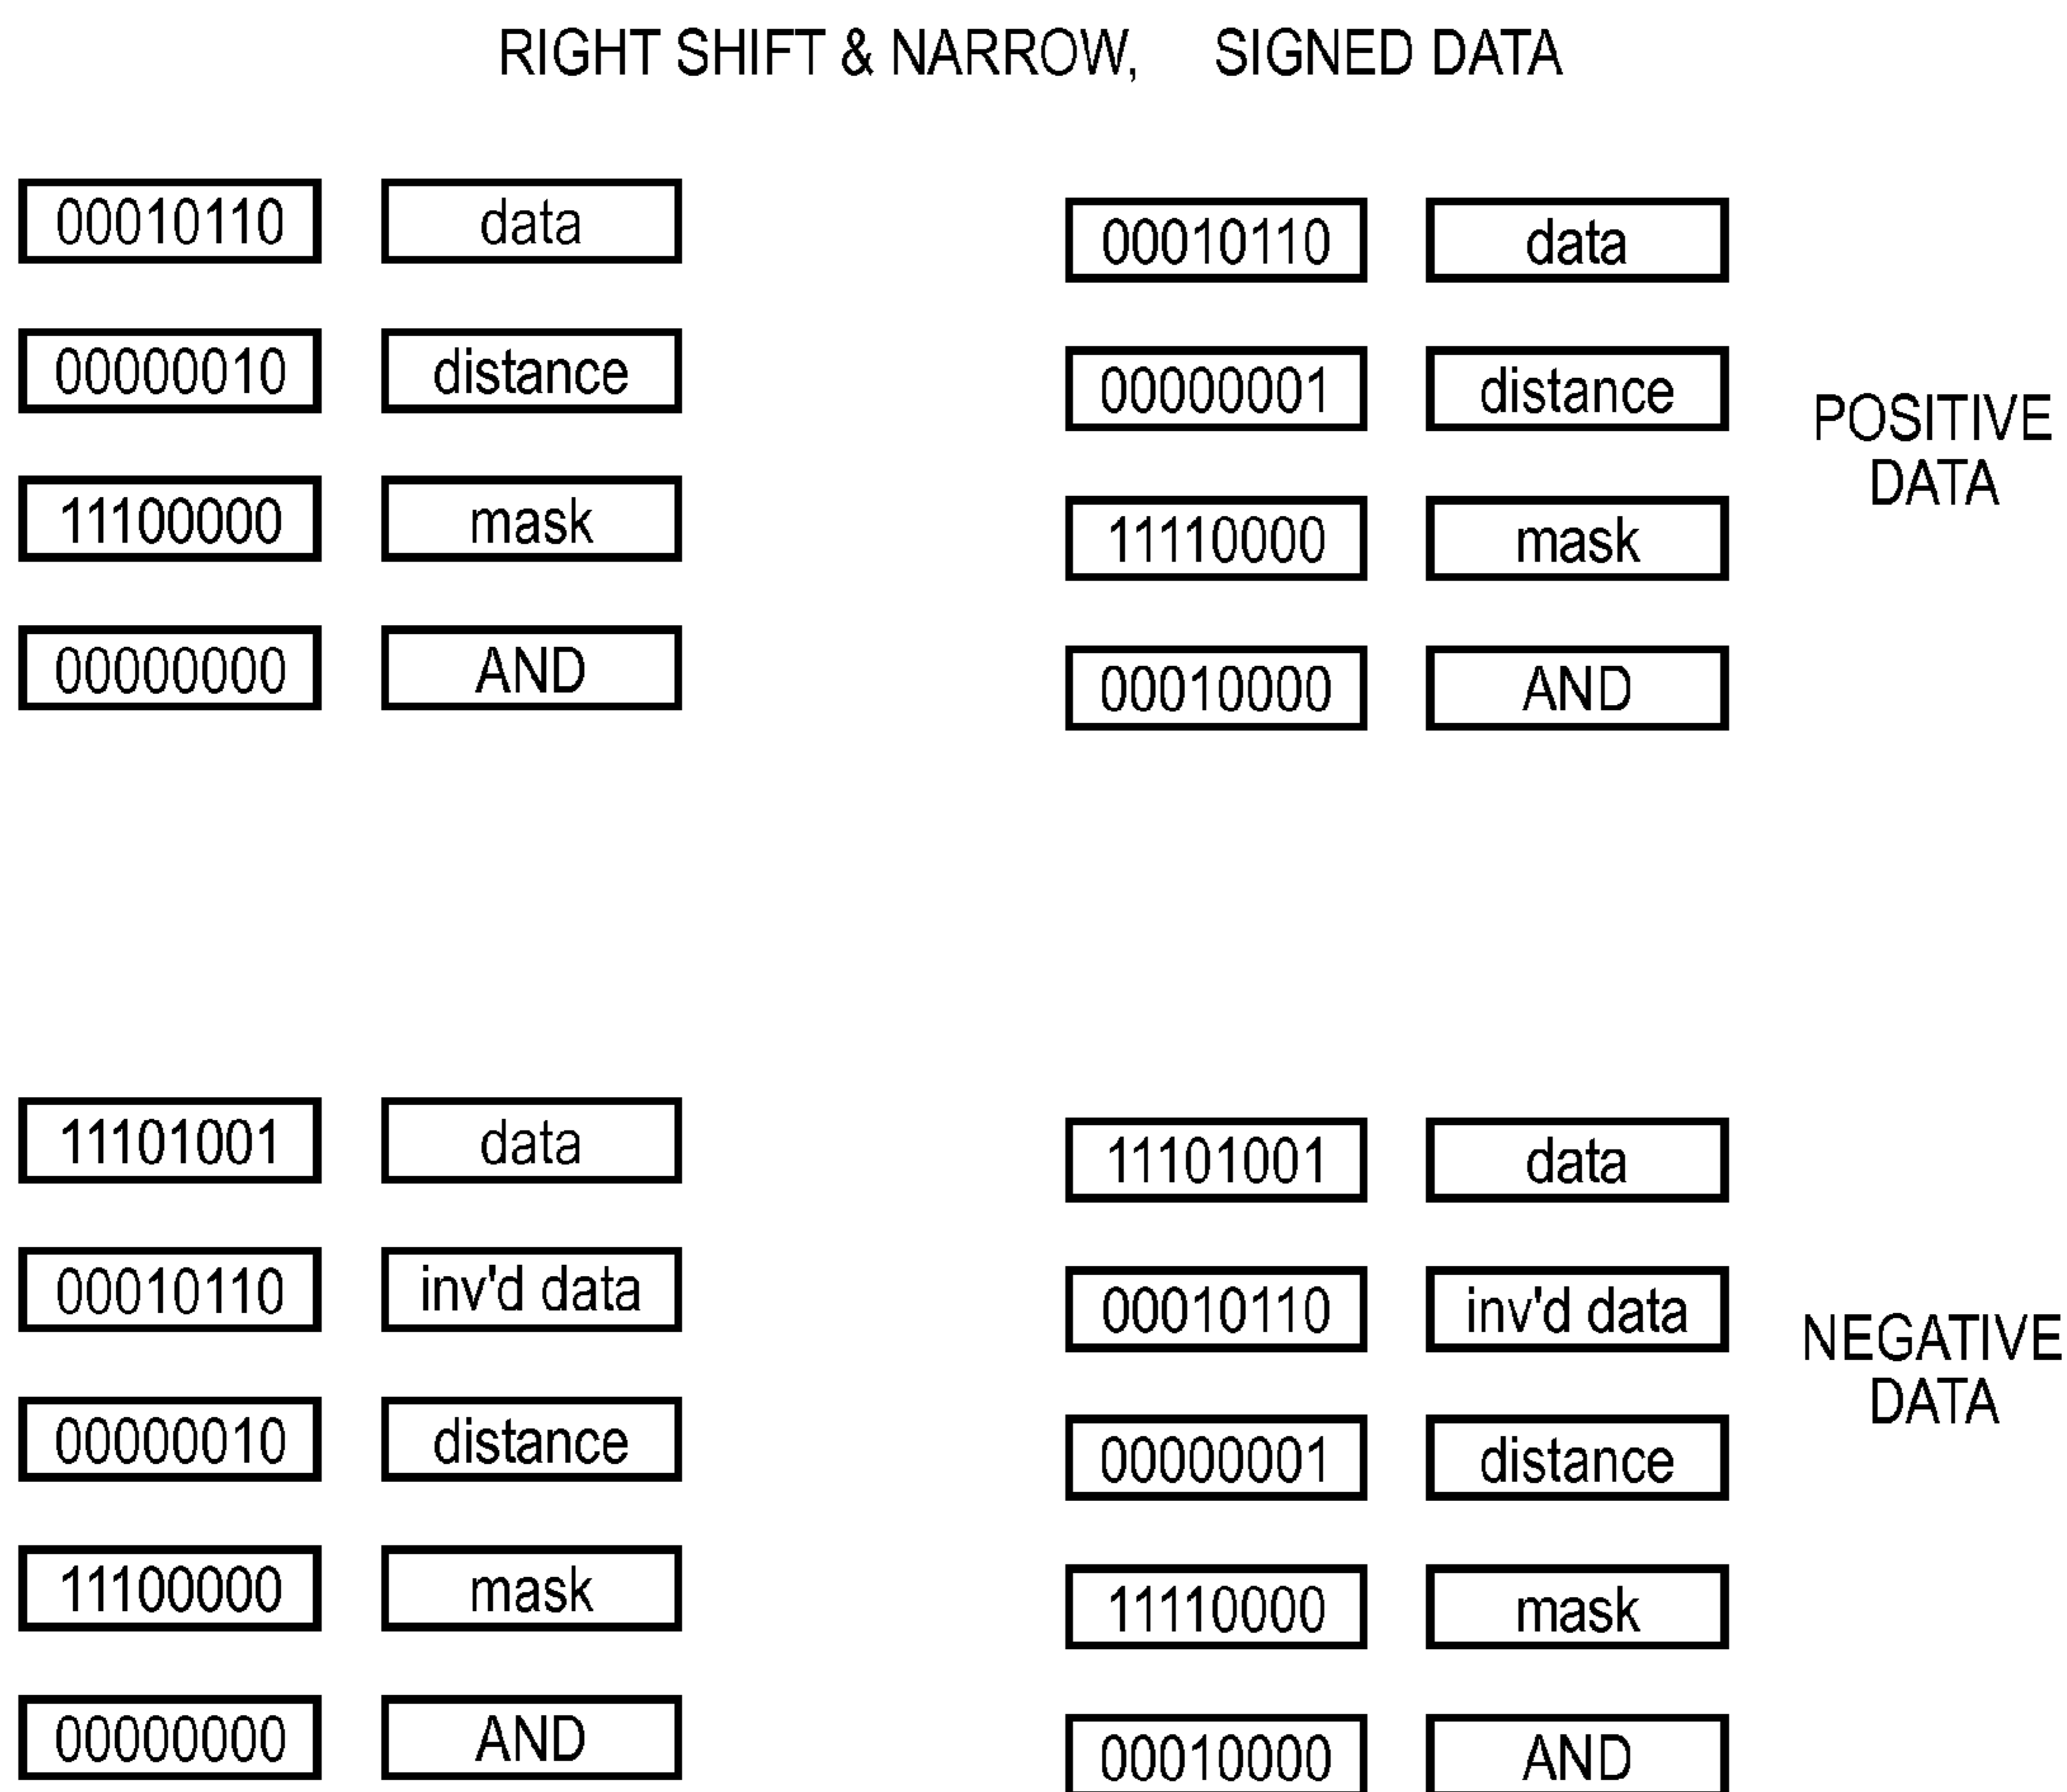 RIGHT SHIFT & NARROW, SIGNED DATA
00010110 data
00000010 distance
11100000 mask
00000000 AND
00010110 data
00000001 distance
11110000 mask
00010000 AND
POSITIVE
DATA
11101001 data
00010110 inv'd data
00000010 distance
11100000 mask
00000000 AND
11101001 data
00010110 inv'd data
00000001 distance
11110000 mask
00010000 AND
NEGATIVE
DATA